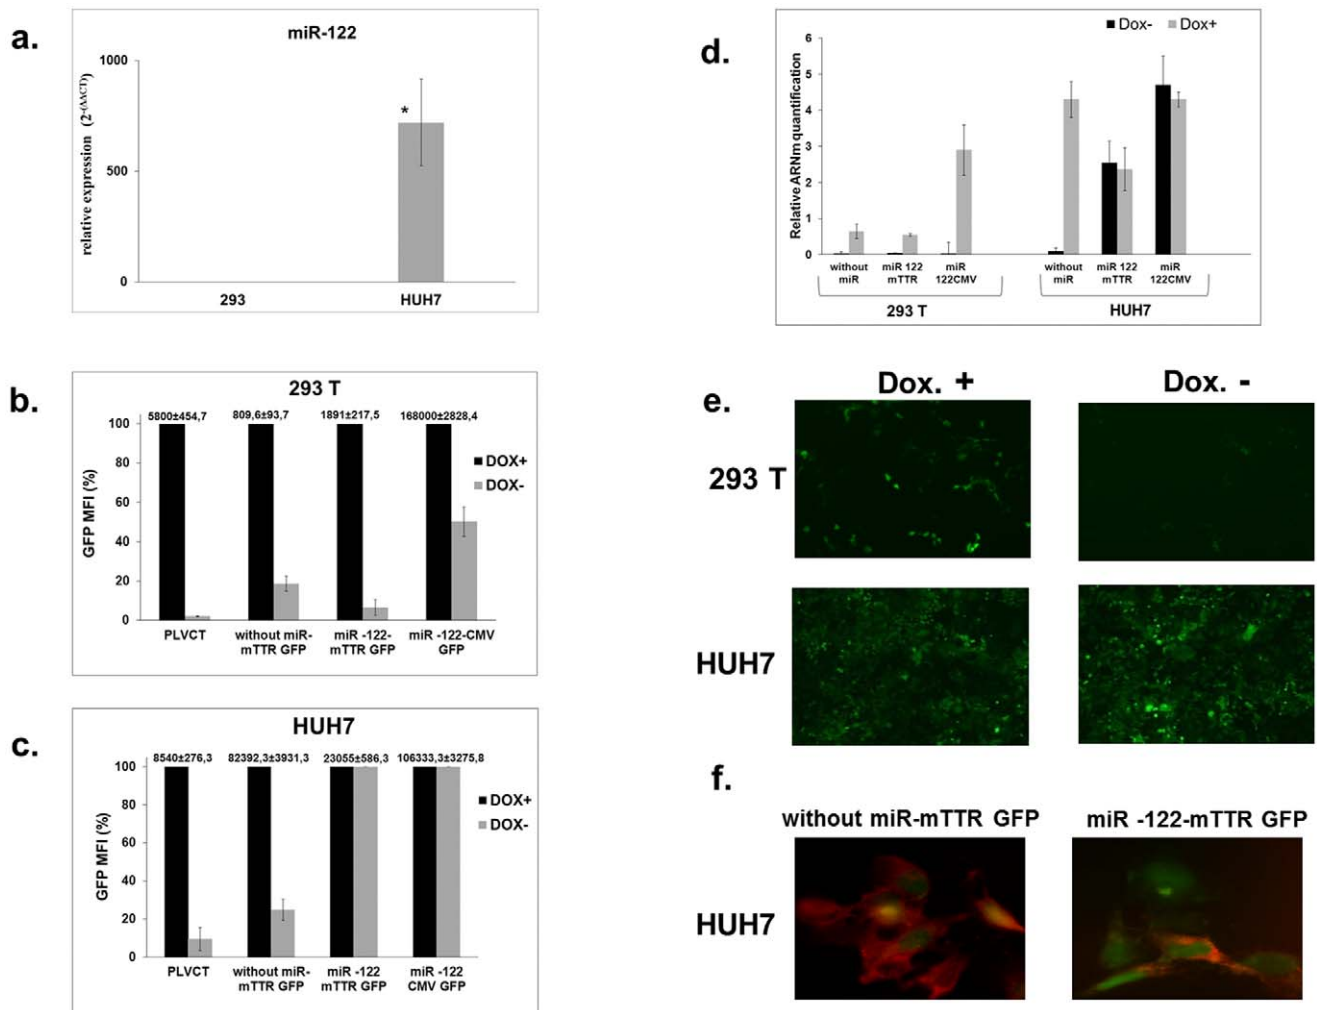 a.
miR-122
relative expression (2-(ΔΔCT)
1000
500
0
*
293
HUH7
b.
293 T
5800±454,7
809,6±93,7
1891±217,5
168000±2828,4
GFP MFI (%)
100
80
60
40
20
0
DOX+
DOX-
PLVCT
without miR-
mTTR GFP
miR -122-
mTTR GFP
miR -122-CMV
GFP
c.
HUH7
8540±276,3
82392,3±3931,3
23055±586,3
106333,3±3275,8
GFP MFI (%)
100
80
60
40
20
0
DOX+
DOX-
PLVCT
without miR-
mTTR GFP
miR -122
mTTR GFP
miR -122
CMV GFP
d.
Dox- Dox+
Relative ARNm quantification
6
5
4
3
2
1
0
without
miR
miR 122
mTTR
miR
122CMV
without
miR
miR 122
mTTR
miR
122CMV
293 T
HUH7
e.
Dox. +
Dox. -
293 T
HUH7
f.
without miR-mTTR GFP
miR -122-mTTR GFP
HUH7